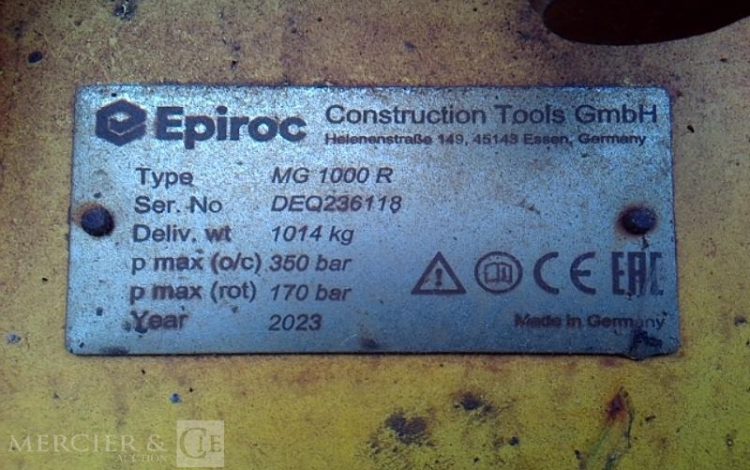 Epiroc Construction Tools GmbH
Helenenstraße 149, 45143 Essen, Germany
Type MG 1000 R
Ser. No DEQ236118
Deliv. wt 1014 kg
p max (o/c) 350 bar
p max (rot) 170 bar
Year 2023
CE EAC
Made in Germany
MERCIER & CIE
AUCTION